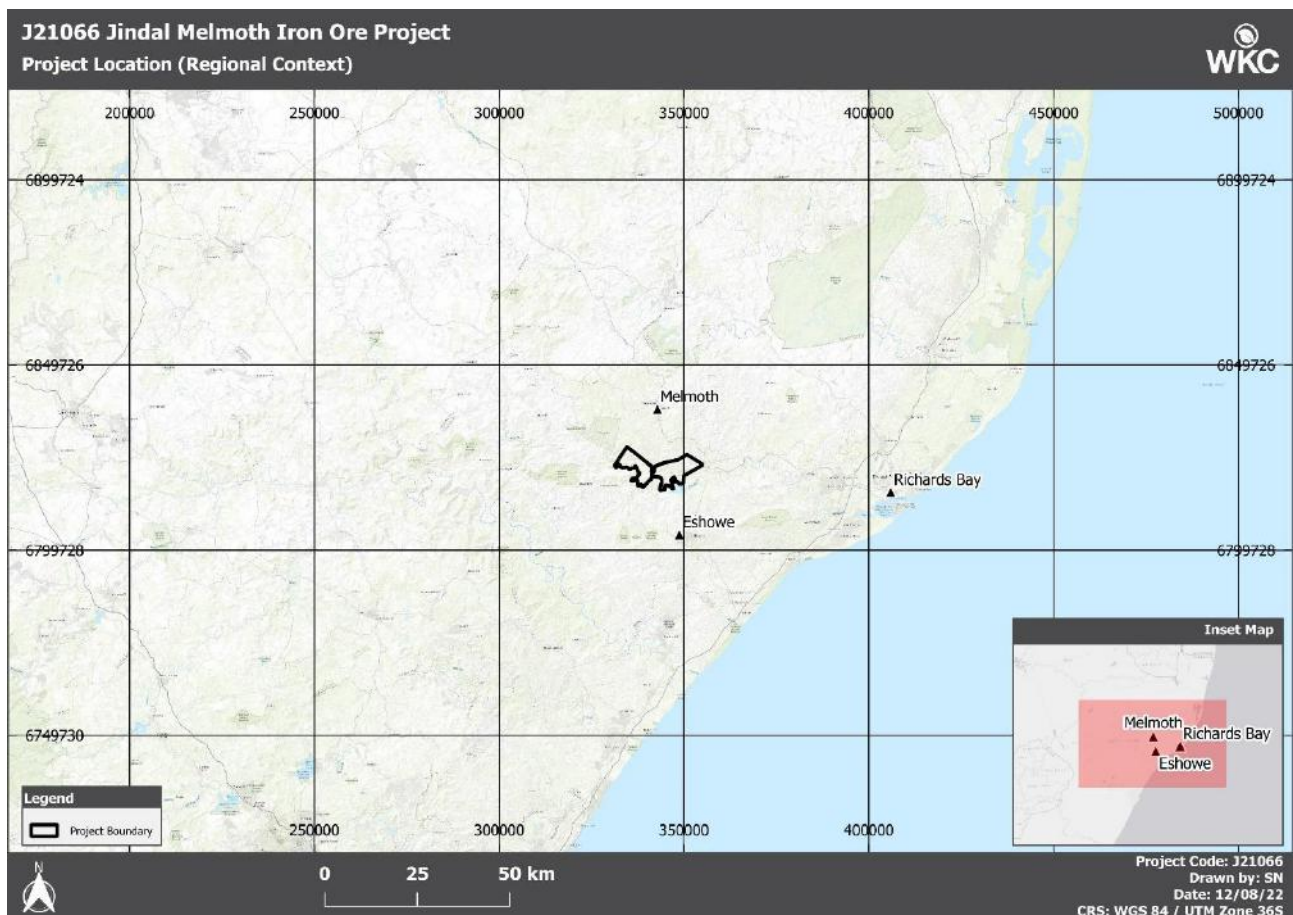 J21066 Jindal Melmoth Iron Ore Project
Project Location (Regional Context)
WKC
200000 250000 300000 350000 400000 450000 500000
6899724 6899724
6849726 6849726
Melmoth
Richards Bay
Eshowe
6799728 6799728
Inset Map
Melmoth
Richards Bay
Eshowe
6749730
Legend
Project Boundary
250000 300000 350000 400000
N
0 25 50 km
Project Code: J21066
Drawn by: SN
Date: 12/08/22
CRS: WGS 84 / UTM Zone 36S